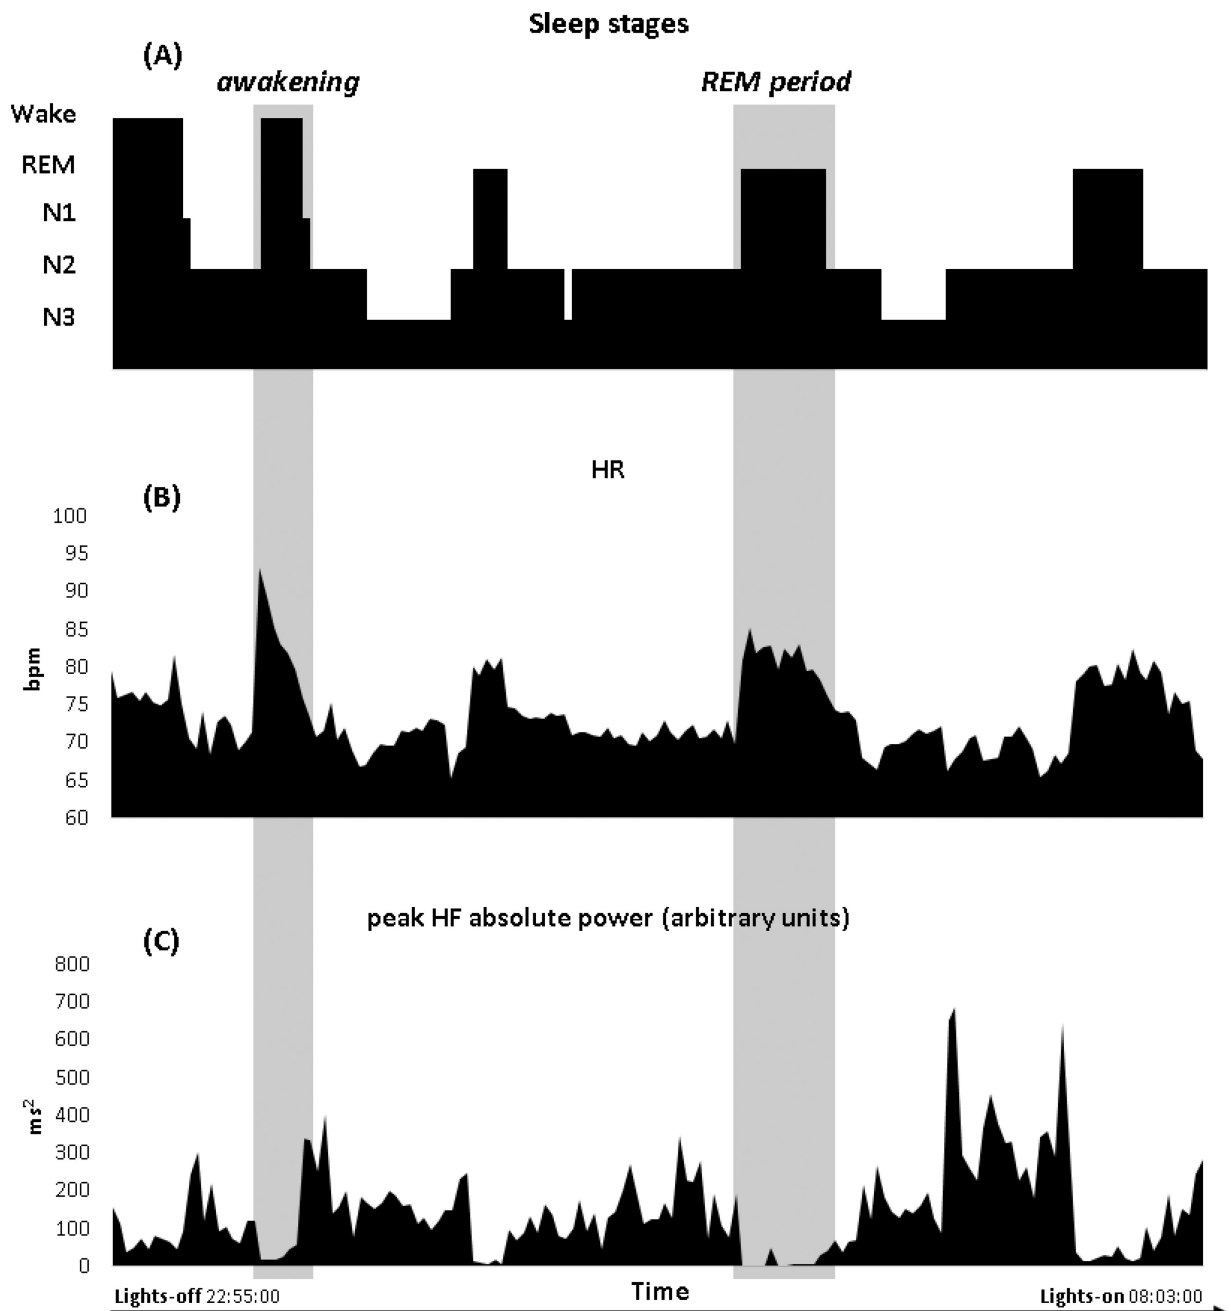 Sleep stages
(A)
awakening
REM period
Wake
REM
N1
N2
N3
HR
(B)
100
95
90
85
80
75
70
65
60
bpm
peak HF absolute power (arbitrary units)
(C)
800
700
600
500
400
300
200
100
0
ms²
Lights-off 22:55:00
Time
Lights-on 08:03:00